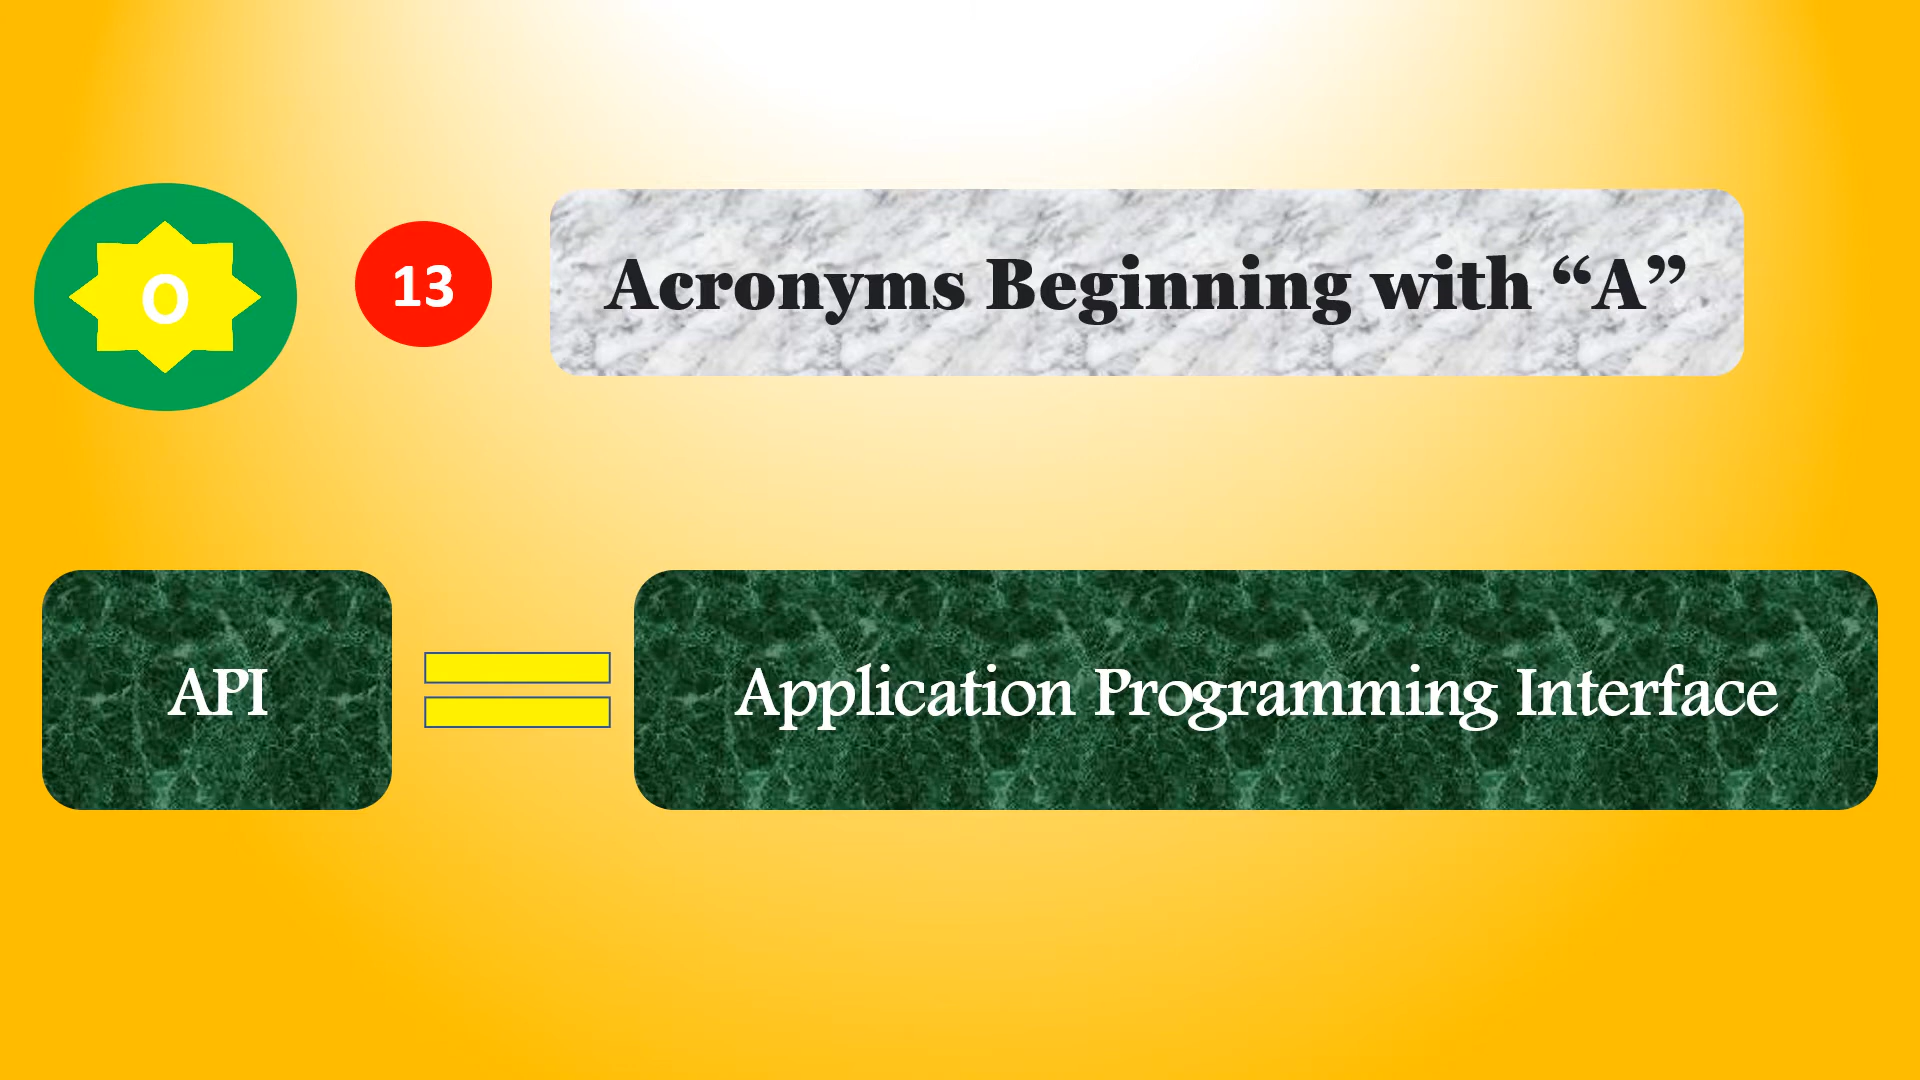 O
13
Acronyms Beginning with “A”
API
Application Programming Interface